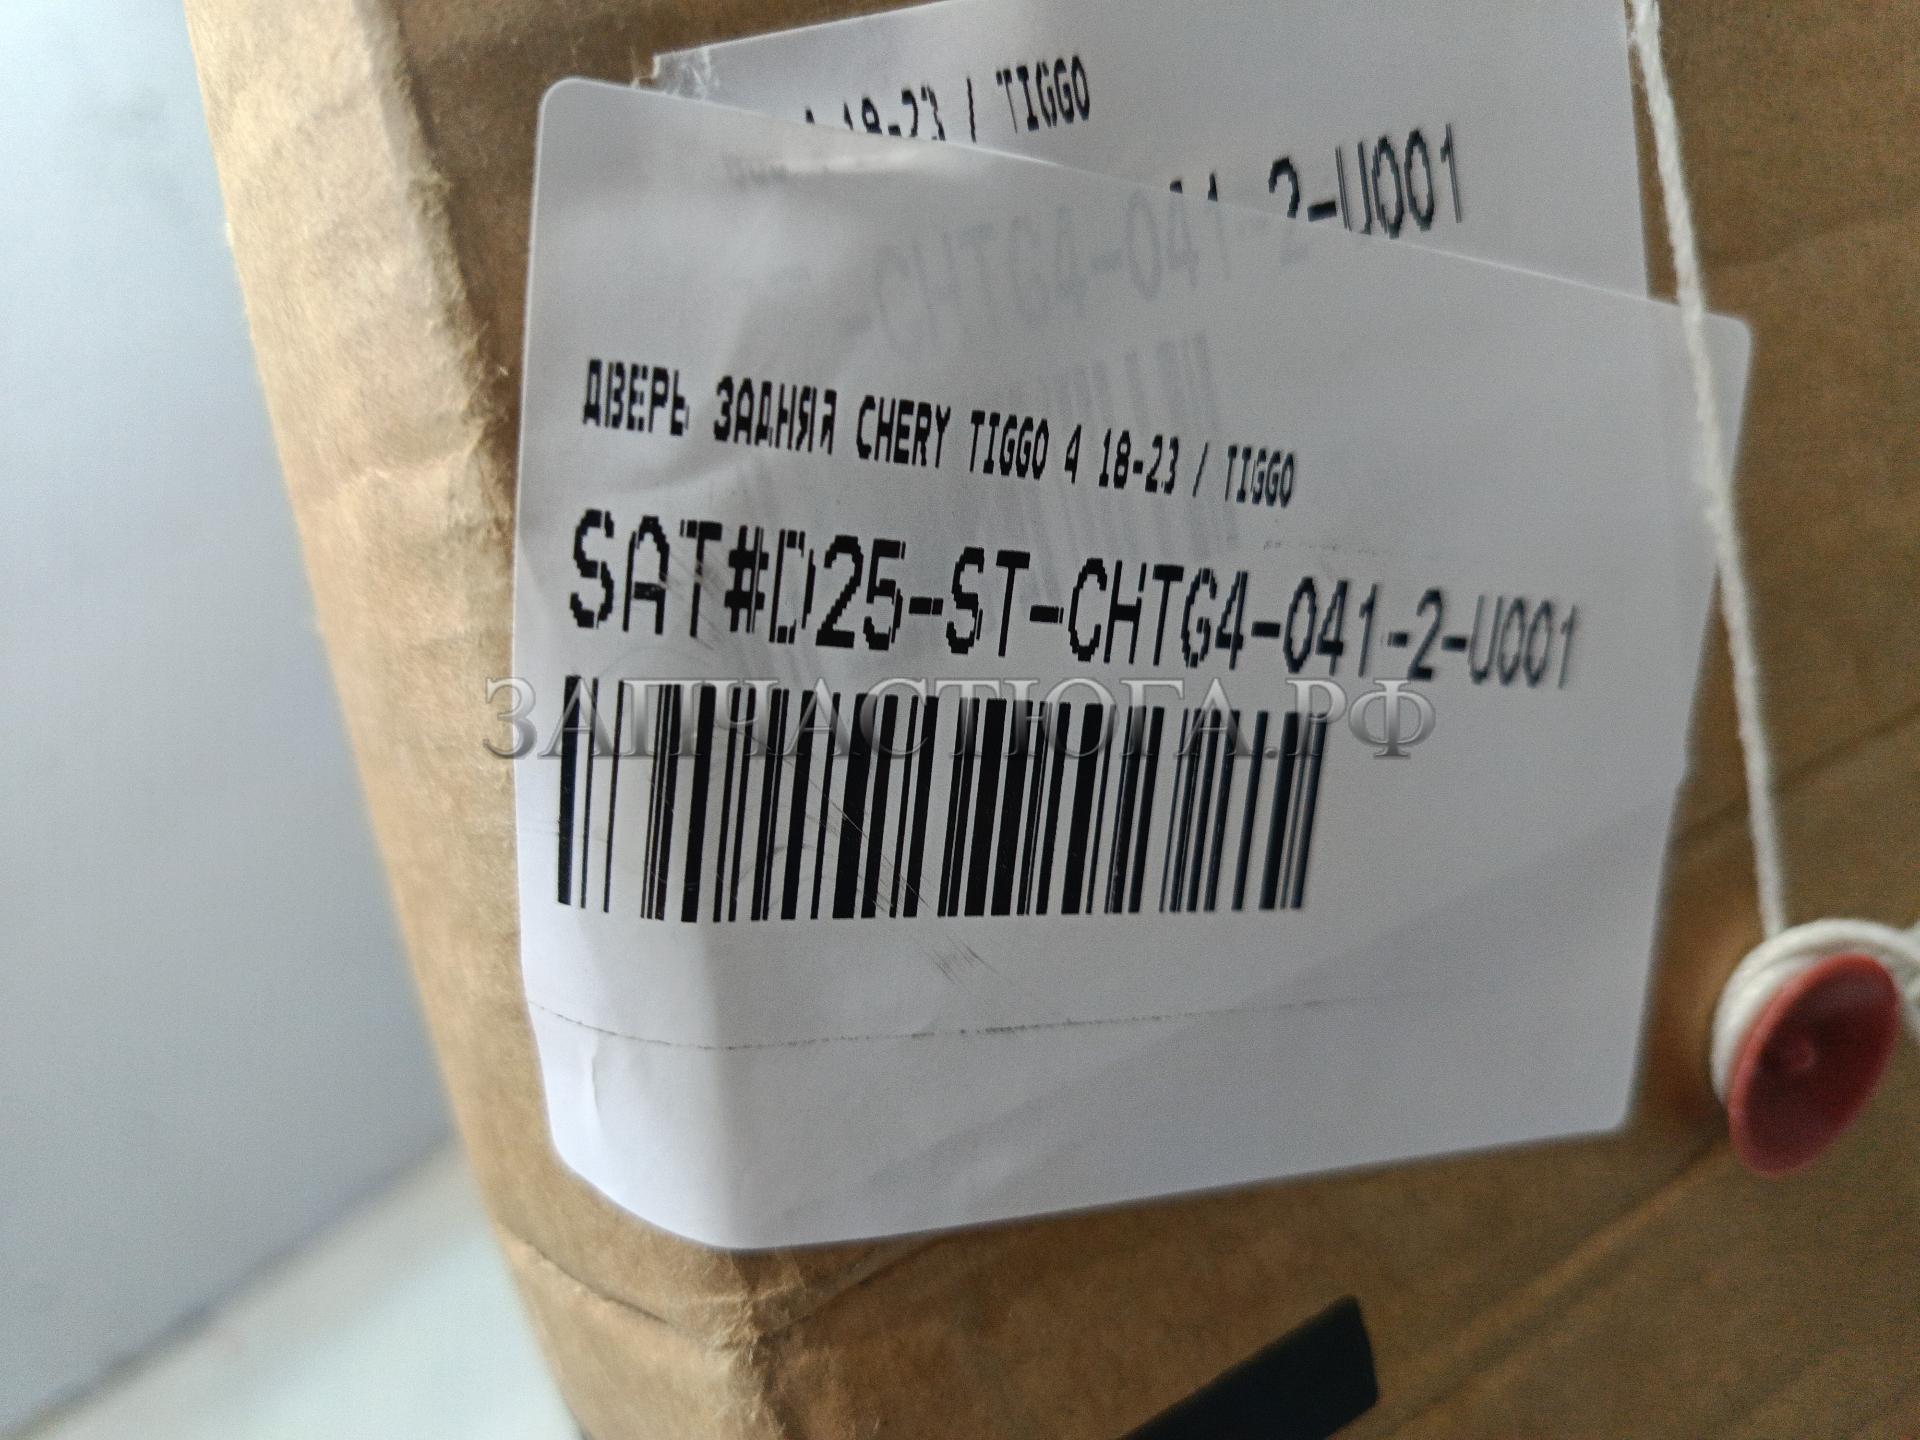 4 18-23 / TIGGO
-CHTG4-041-2-U001
ДВЕРЬ ЗАДНЯЯ CHERY TIGGO 4 18-23 / TIGGO
SAT#D25-ST-CHTG4-041-2-U001
ЗАПЧАСТЮГА.РФ